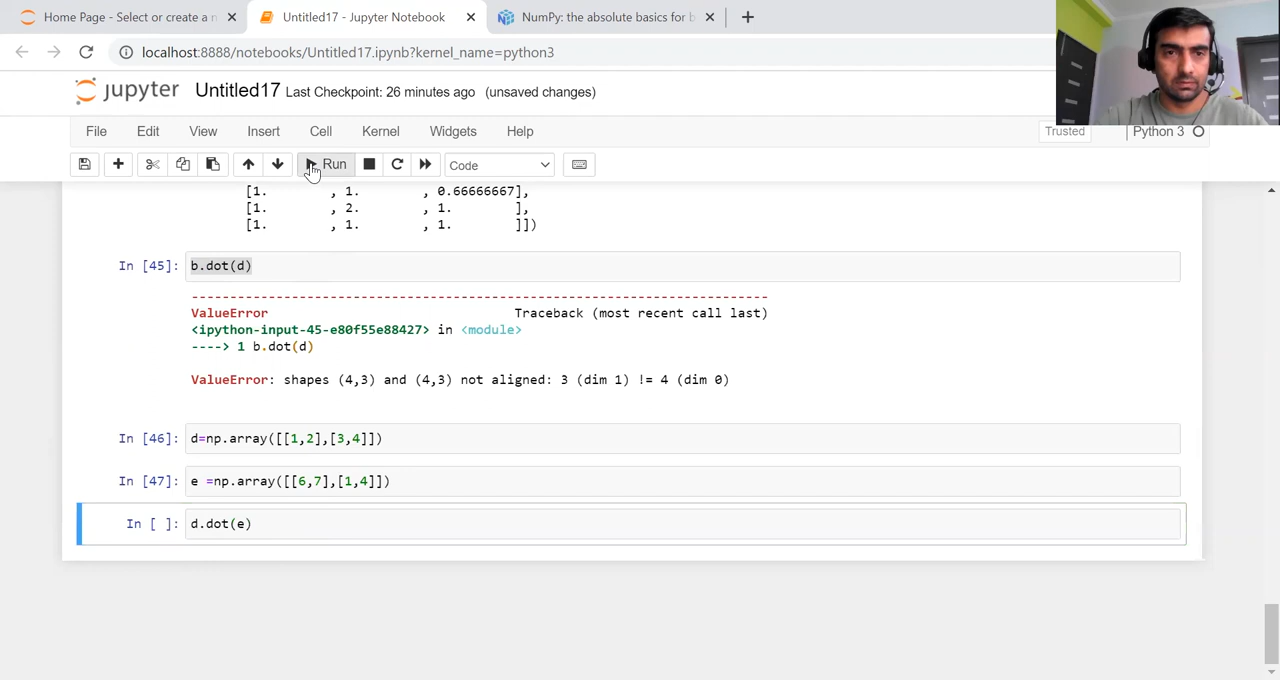 Home Page - Select or create a n
Untitled17 - Jupyter Notebook
NumPy: the absolute basics for b
localhost:8888/notebooks/Untitled17.ipynb?kernel_name=python3
jupyter Untitled17 Last Checkpoint: 26 minutes ago (unsaved changes)
File Edit View Insert Cell Kernel Widgets Help Trusted Python 3
Run Code
[1. , 1. , 0.66666667],
[1. , 2. , 1. ],
[1. , 1. , 1. ]])
In [45]: b.dot(d)
---------------------------------------------------------------------------
ValueError Traceback (most recent call last)
<ipython-input-45-e80f55e88427> in <module>
----> 1 b.dot(d)
ValueError: shapes (4,3) and (4,3) not aligned: 3 (dim 1) != 4 (dim 0)
In [46]: d=np.array([[1,2],[3,4]])
In [47]: e =np.array([[6,7],[1,4]])
In [ ]: d.dot(e)